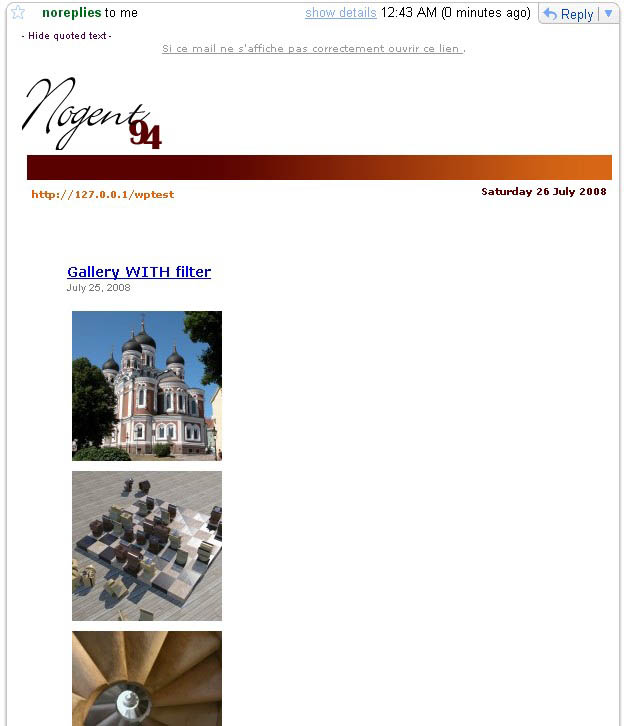 noreplies to me
show details 12:43 AM (0 minutes ago)
Reply
- Hide quoted text -
Si ce mail ne s'affiche pas correctement ouvrir ce lien .
Nogent 94
http://127.0.0.1/wptest
Saturday 26 July 2008
Gallery WITH filter
July 25, 2008